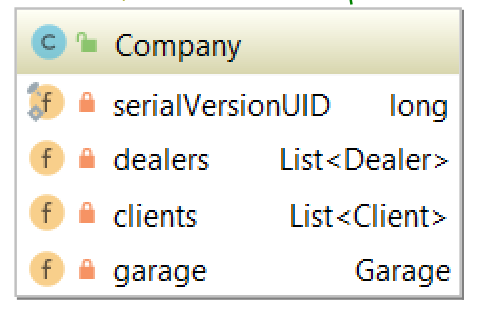 C Company
f serialVersionUID long
f dealers List<Dealer>
f clients List<Client>
f garage Garage